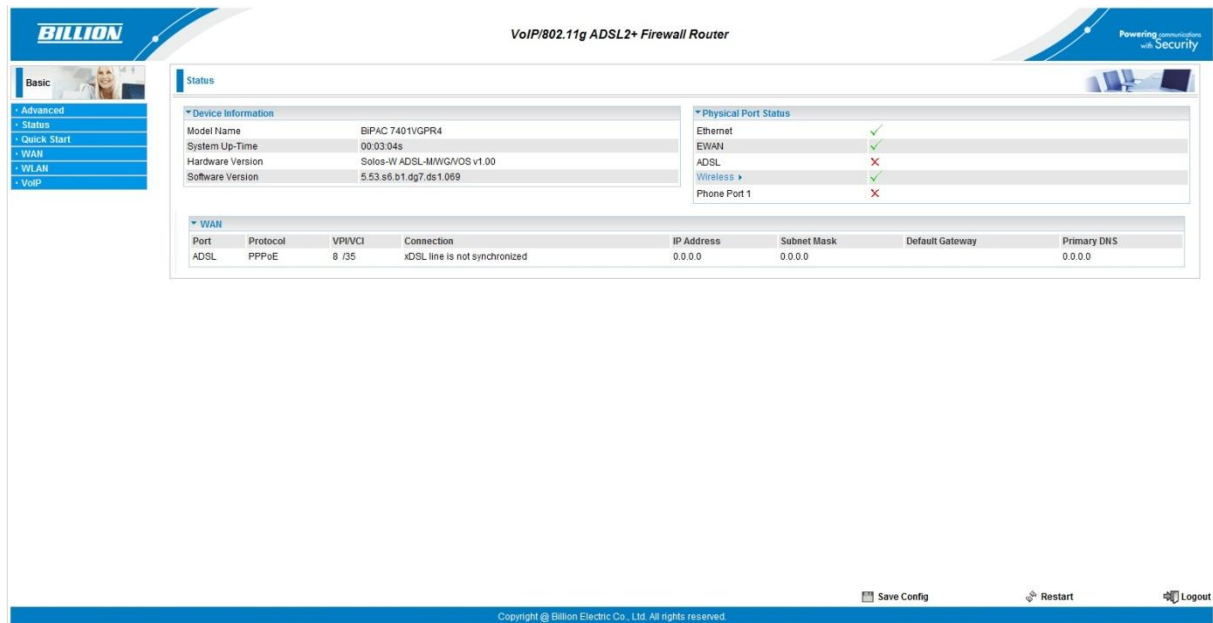 BILLION
VoIP/802.11g ADSL2+ Firewall Router
Powering communications
with Security
Basic
Advanced
Status
Quick Start
WAN
WLAN
VoIP
Status
Device Information
Model Name BiPAC 7401VGPR4
System Up-Time 00:03:04s
Hardware Version Solos-W ADSL-M/WG/VOS v1.00
Software Version 5.53.s6.b1.dg7.ds1.069
Physical Port Status
Ethernet
EWAN
ADSL
Wireless
Phone Port 1
WAN
Port Protocol VPI/VCI Connection IP Address Subnet Mask Default Gateway Primary DNS
ADSL PPPoE 8 /35 xDSL line is not synchronized 0.0.0.0 0.0.0.0 0.0.0.0
Save Config Restart Logout
Copyright @ Billion Electric Co., Ltd. All rights reserved.